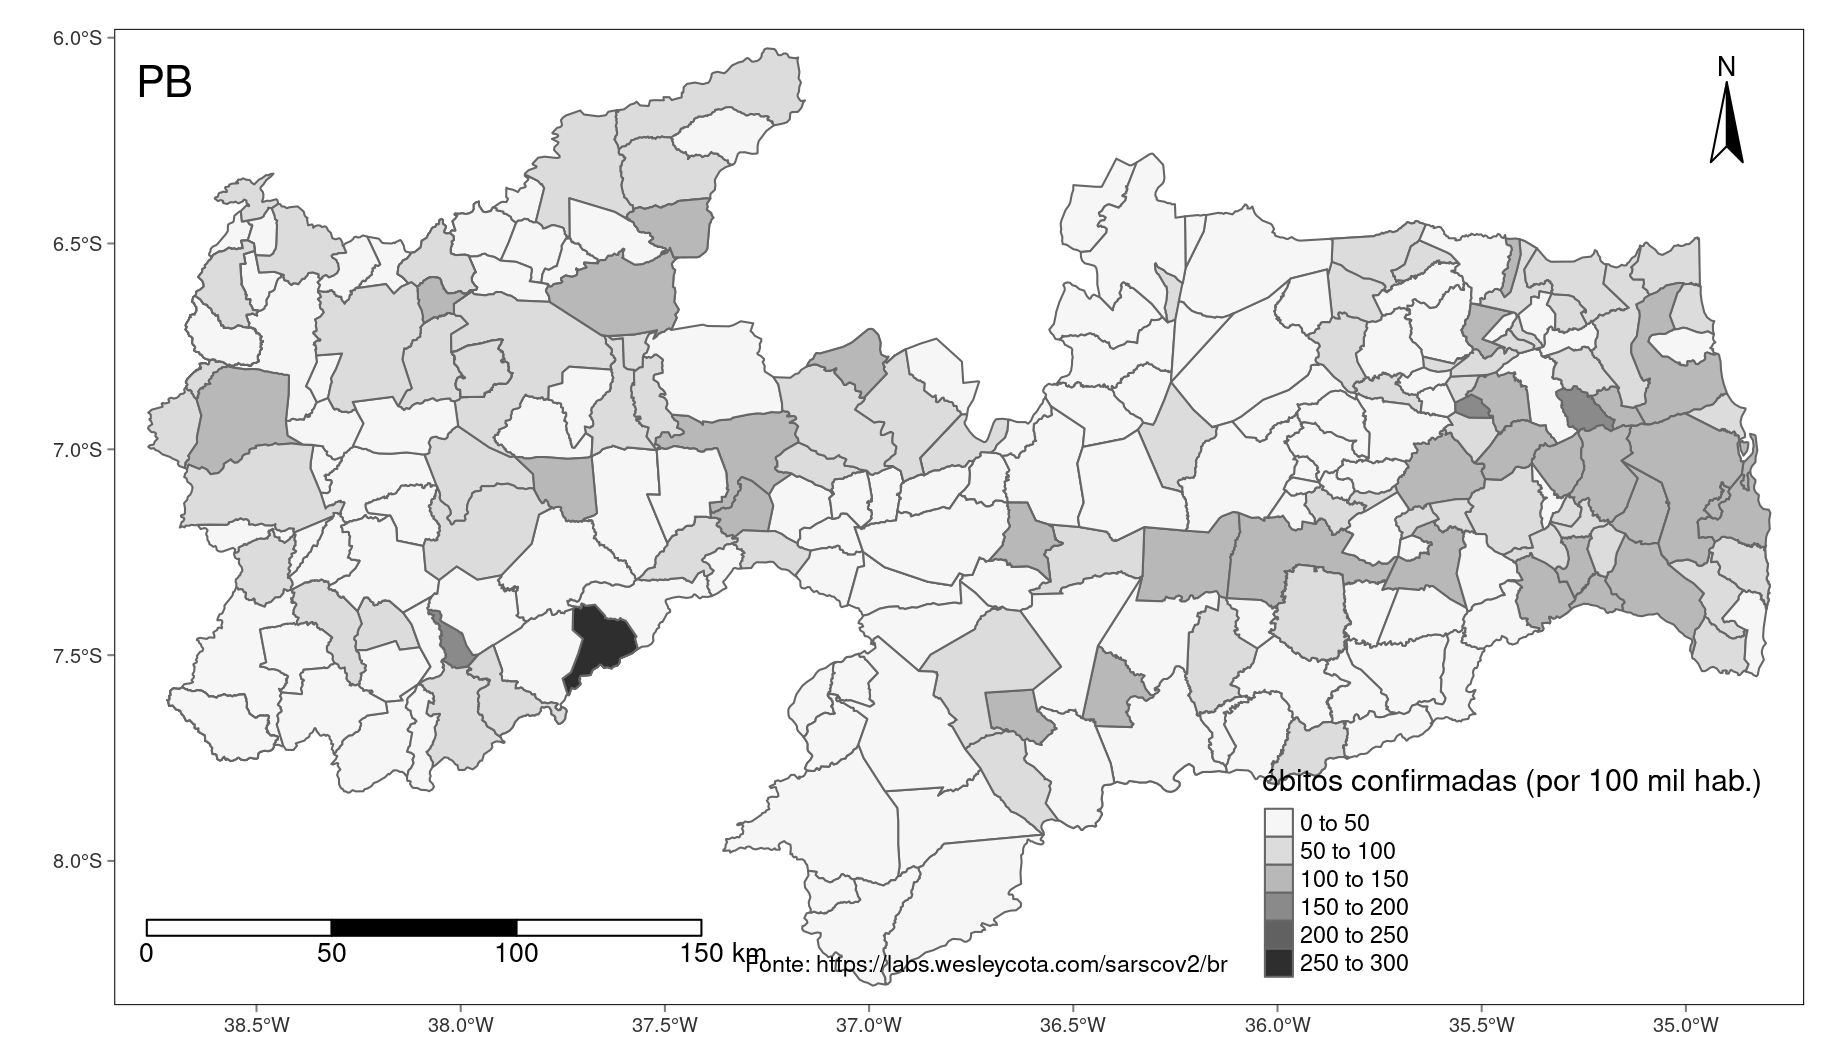 6.0°S
PB
N
6.5°S
7.0°S
7.5°S
8.0°S
óbitos confirmadas (por 100 mil hab.)
0 to 50
50 to 100
100 to 150
150 to 200
200 to 250
250 to 300
0 50 100 150 km
Fonte: https://labs.wesleycota.com/sarscov2/br
38.5°W 38.0°W 37.5°W 37.0°W 36.5°W 36.0°W 35.5°W 35.0°W